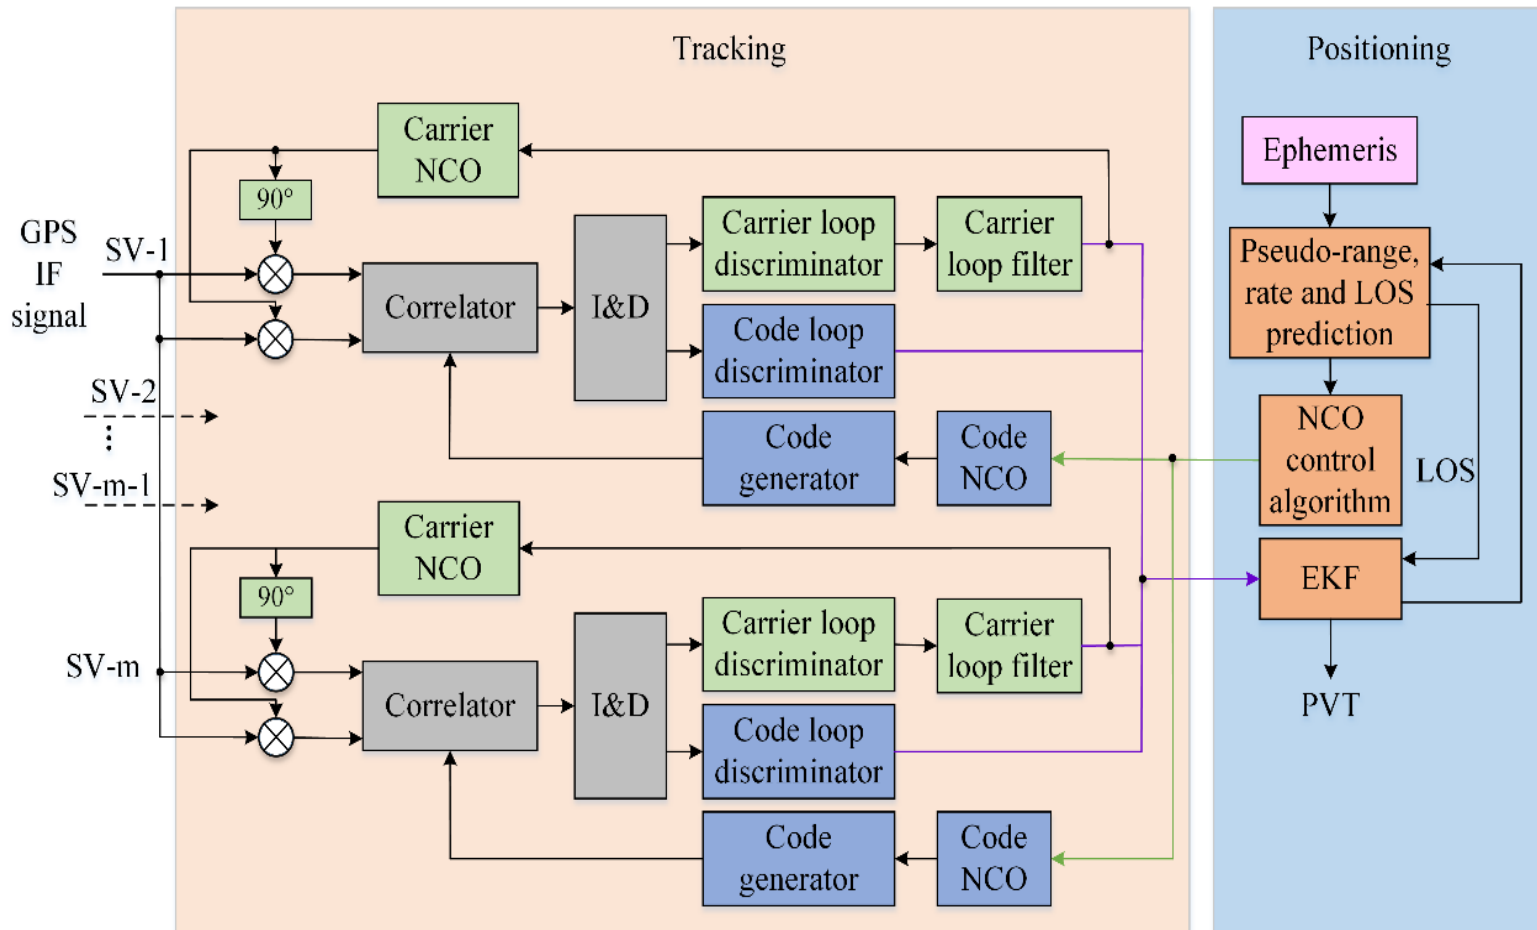 Tracking
Positioning
Carrier
NCO
Ephemeris
90°
GPS
IF
signal
SV-1
Correlator
I&D
Carrier loop
discriminator
Carrier
loop filter
Pseudo-range,
rate and LOS
prediction
Code loop
discriminator
SV-2
⋮
SV-m-1
Code
generator
Code
NCO
NCO
control
algorithm
LOS
Carrier
NCO
EKF
90°
SV-m
Correlator
I&D
Carrier loop
discriminator
Carrier
loop filter
PVT
Code loop
discriminator
Code
generator
Code
NCO